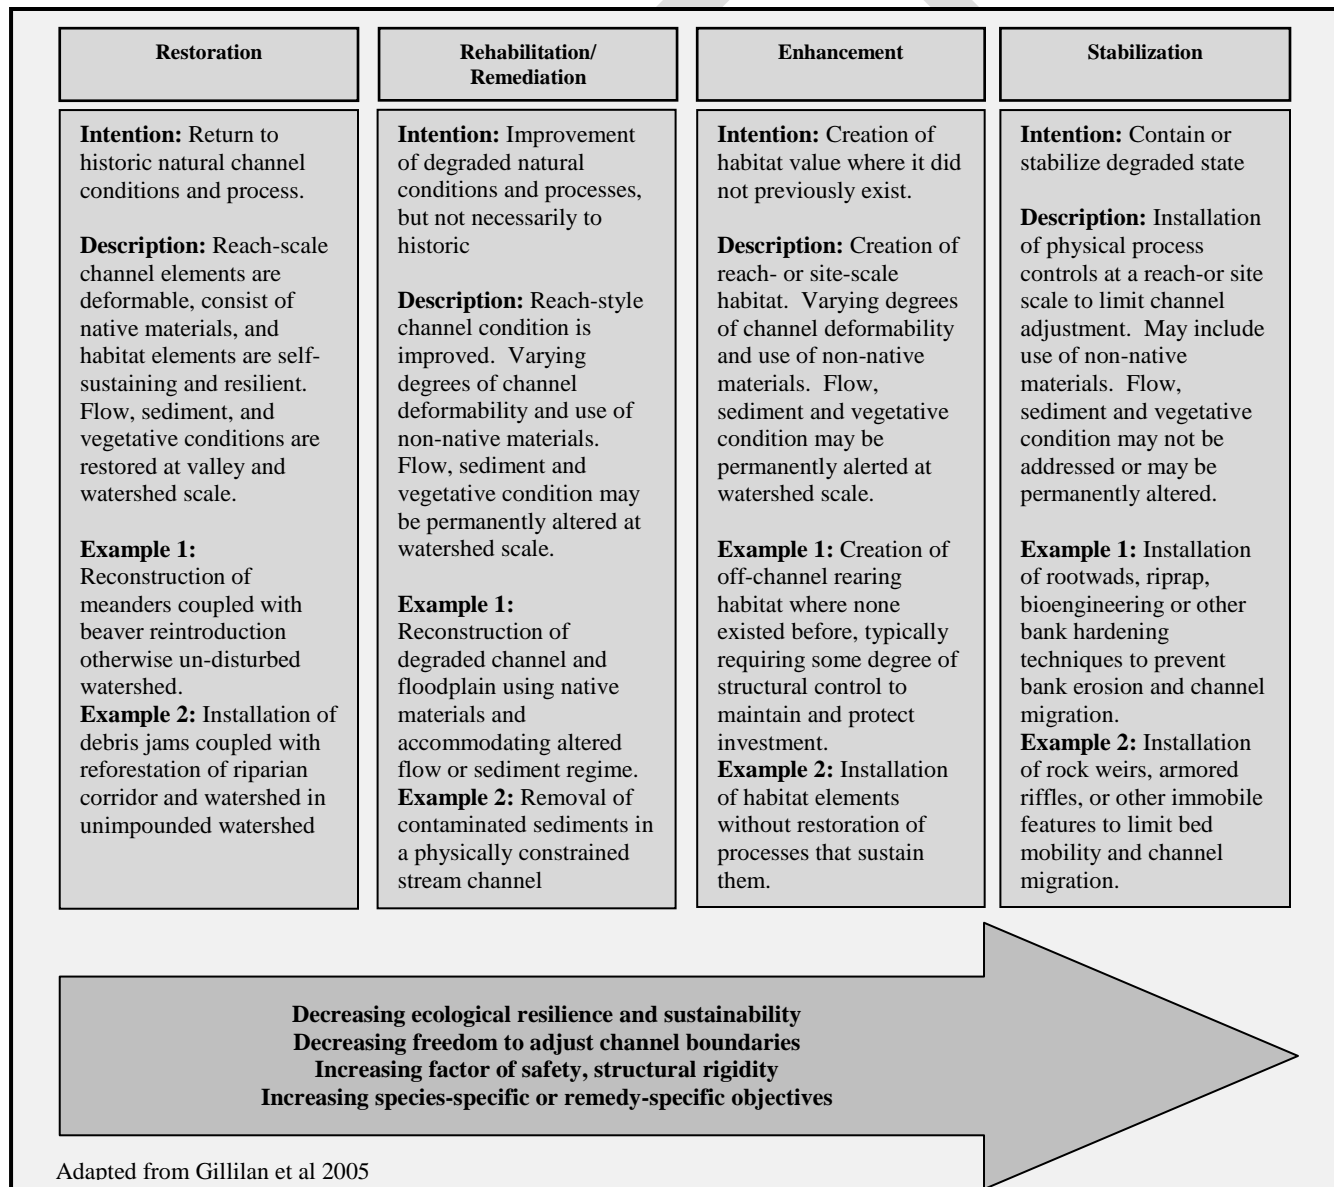 Restoration
Rehabilitation/
Remediation
Enhancement
Stabilization
Intention: Return to
historic natural channel
conditions and process.
Description: Reach-scale
channel elements are
deformable, consist of
native materials, and
habitat elements are self-
sustaining and resilient.
Flow, sediment, and
vegetative conditions are
restored at valley and
watershed scale.
Example 1:
Reconstruction of
meanders coupled with
beaver reintroduction
otherwise un-disturbed
watershed.
Example 2: Installation of
debris jams coupled with
reforestation of riparian
corridor and watershed in
unimpounded watershed
Intention: Improvement
of degraded natural
conditions and processes,
but not necessarily to
historic
Description: Reach-style
channel condition is
improved. Varying
degrees of channel
deformability and use of
non-native materials.
Flow, sediment and
vegetative condition may
be permanently altered at
watershed scale.
Example 1:
Reconstruction of
degraded channel and
floodplain using native
materials and
accommodating altered
flow or sediment regime.
Example 2: Removal of
contaminated sediments in
a physically constrained
stream channel
Intention: Creation of
habitat value where it did
not previously exist.
Description: Creation of
reach- or site-scale
habitat. Varying degrees
of channel deformability
and use of non-native
materials. Flow,
sediment and vegetative
condition may be
permanently alerted at
watershed scale.
Example 1: Creation of
off-channel rearing
habitat where none
existed before, typically
requiring some degree of
structural control to
maintain and protect
investment.
Example 2: Installation
of habitat elements
without restoration of
processes that sustain
them.
Intention: Contain or
stabilize degraded state
Description: Installation
of physical process
controls at a reach-or site
scale to limit channel
adjustment. May include
use of non-native
materials. Flow,
sediment and vegetative
condition may not be
addressed or may be
permanently altered.
Example 1: Installation
of rootwads, riprap,
bioengineering or other
bank hardening
techniques to prevent
bank erosion and channel
migration.
Example 2: Installation
of rock weirs, armored
riffles, or other immobile
features to limit bed
mobility and channel
migration.
Decreasing ecological resilience and sustainability
Decreasing freedom to adjust channel boundaries
Increasing factor of safety, structural rigidity
Increasing species-specific or remedy-specific objectives
Adapted from Gillilan et al 2005